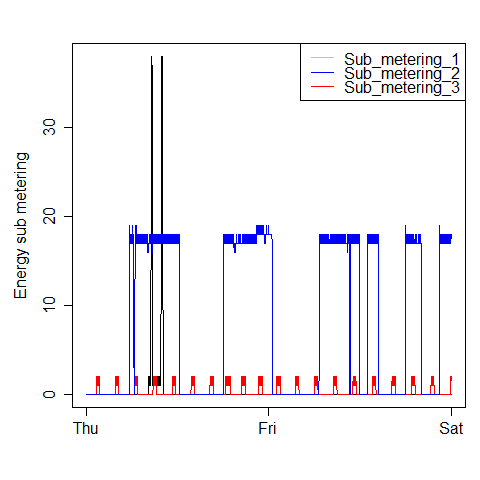 Sub_metering_1
Sub_metering_2
Sub_metering_3
Energy sub metering
30
20
10
0
Thu Fri Sat